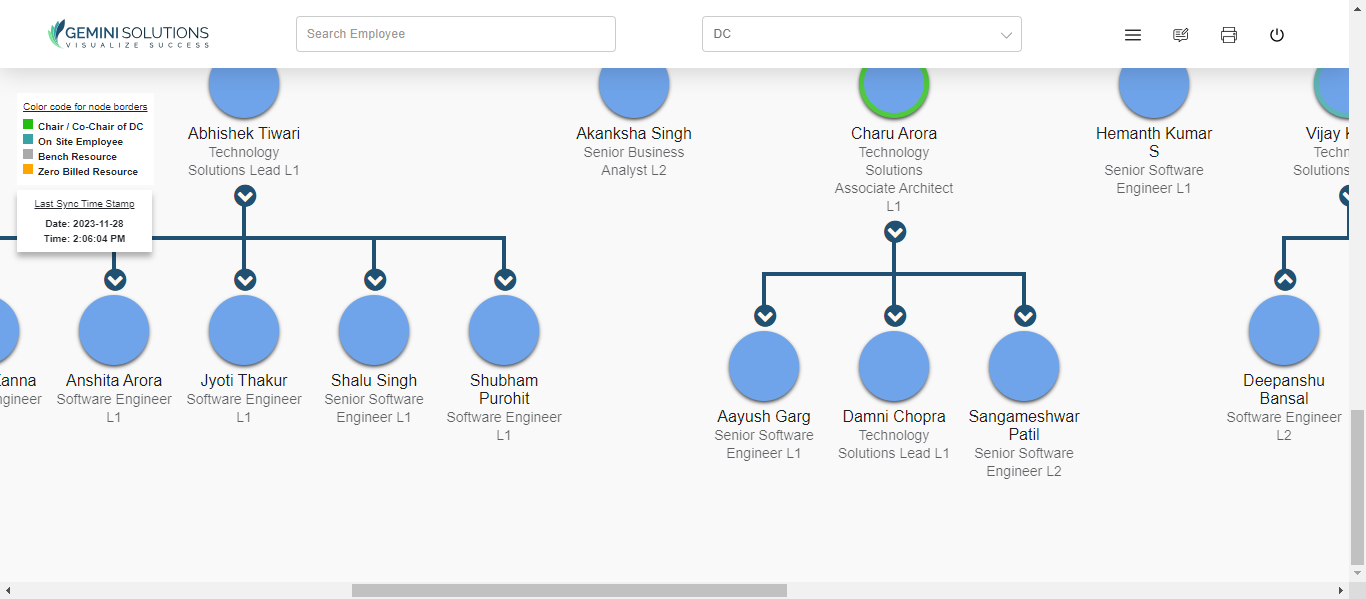 GEMINI SOLUTIONS
VISUALIZE SUCCESS
Search Employee
DC
Color code for node borders
Chair / Co-Chair of DC
On Site Employee
Bench Resource
Zero Billed Resource
Last Sync Time Stamp
Date: 2023-11-28
Time: 2:06:04 PM
Abhishek Tiwari
Technology
Solutions Lead L1
Akanksha Singh
Senior Business
Analyst L2
Charu Arora
Technology
Solutions
Associate Architect
L1
Hemanth Kumar
S
Senior Software
Engineer L1
Vijay
Anshita Arora
Software Engineer
L1
Jyoti Thakur
Software Engineer
L1
Shalu Singh
Senior Software
Engineer L1
Shubham
Purohit
Software Engineer
L1
Aayush Garg
Senior Software
Engineer L1
Damni Chopra
Technology
Solutions Lead L1
Sangameshwar
Patil
Senior Software
Engineer L2
Deepanshu
Bansal
Software Engineer
L2